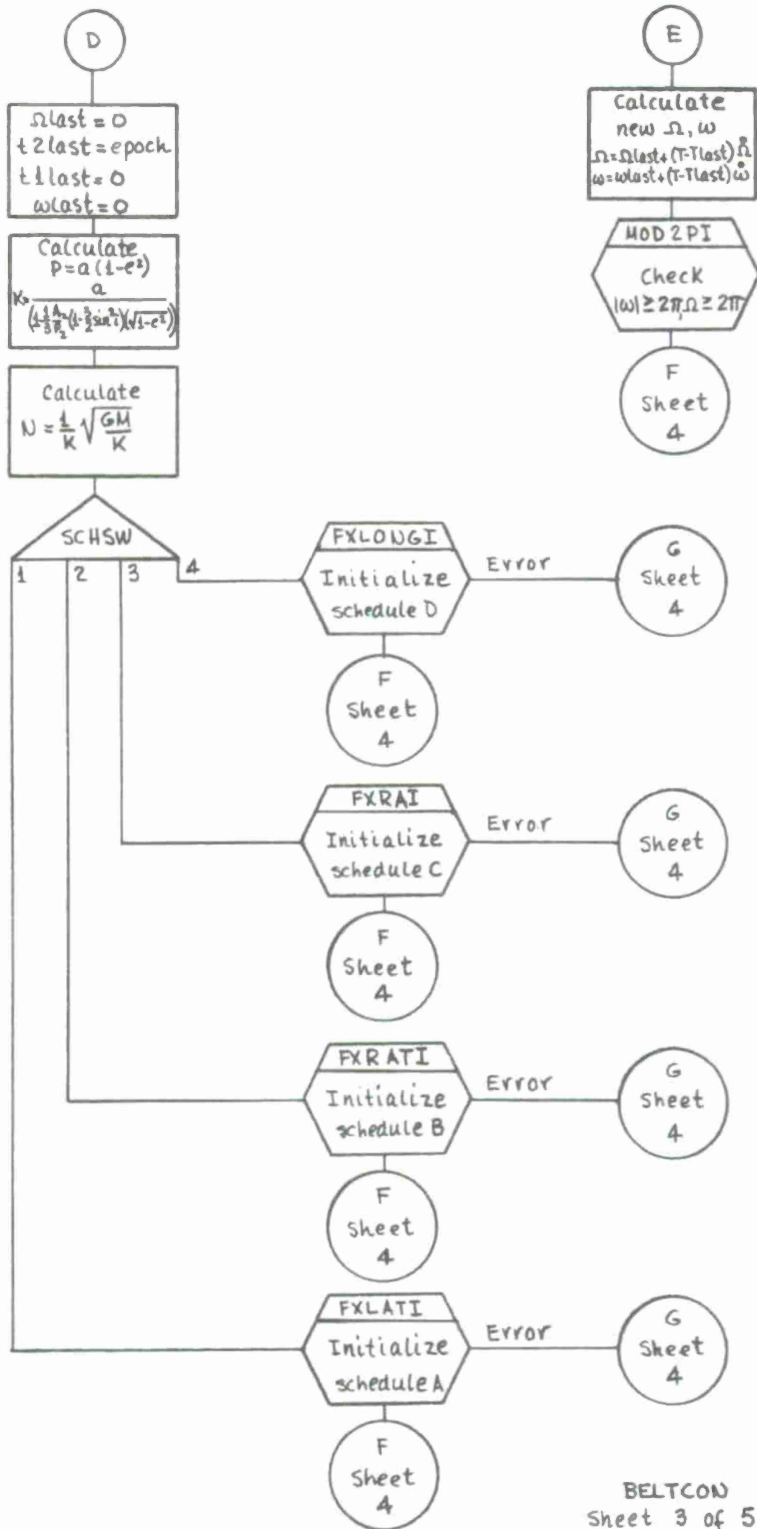 D
Ωlast = 0
t2last = epoch
t1last = 0
ωlast = 0
Calculate
P = a (1-e²)
K =
a
Calculate
N = 1/K √GM/K
SCHSW
1
2
3
4
FXLONGI
Initialize
schedule D
Error
G
Sheet
4
F
Sheet
4
FXRAI
Initialize
schedule C
Error
G
Sheet
4
F
Sheet
4
FXRATI
Initialize
schedule B
Error
G
Sheet
4
F
Sheet
4
FXLATI
Initialize
schedule A
Error
G
Sheet
4
F
Sheet
4
E
Calculate
new Ω, ω
Ω=Ωlast+(T-Tlast) Ω̊
ω=ωlast+(T-Tlast) ω̊
MOD2PI
Check
|ω| ≥ 2π, Ω ≥ 2π
F
Sheet
4
BELTCON
Sheet 3 of 5